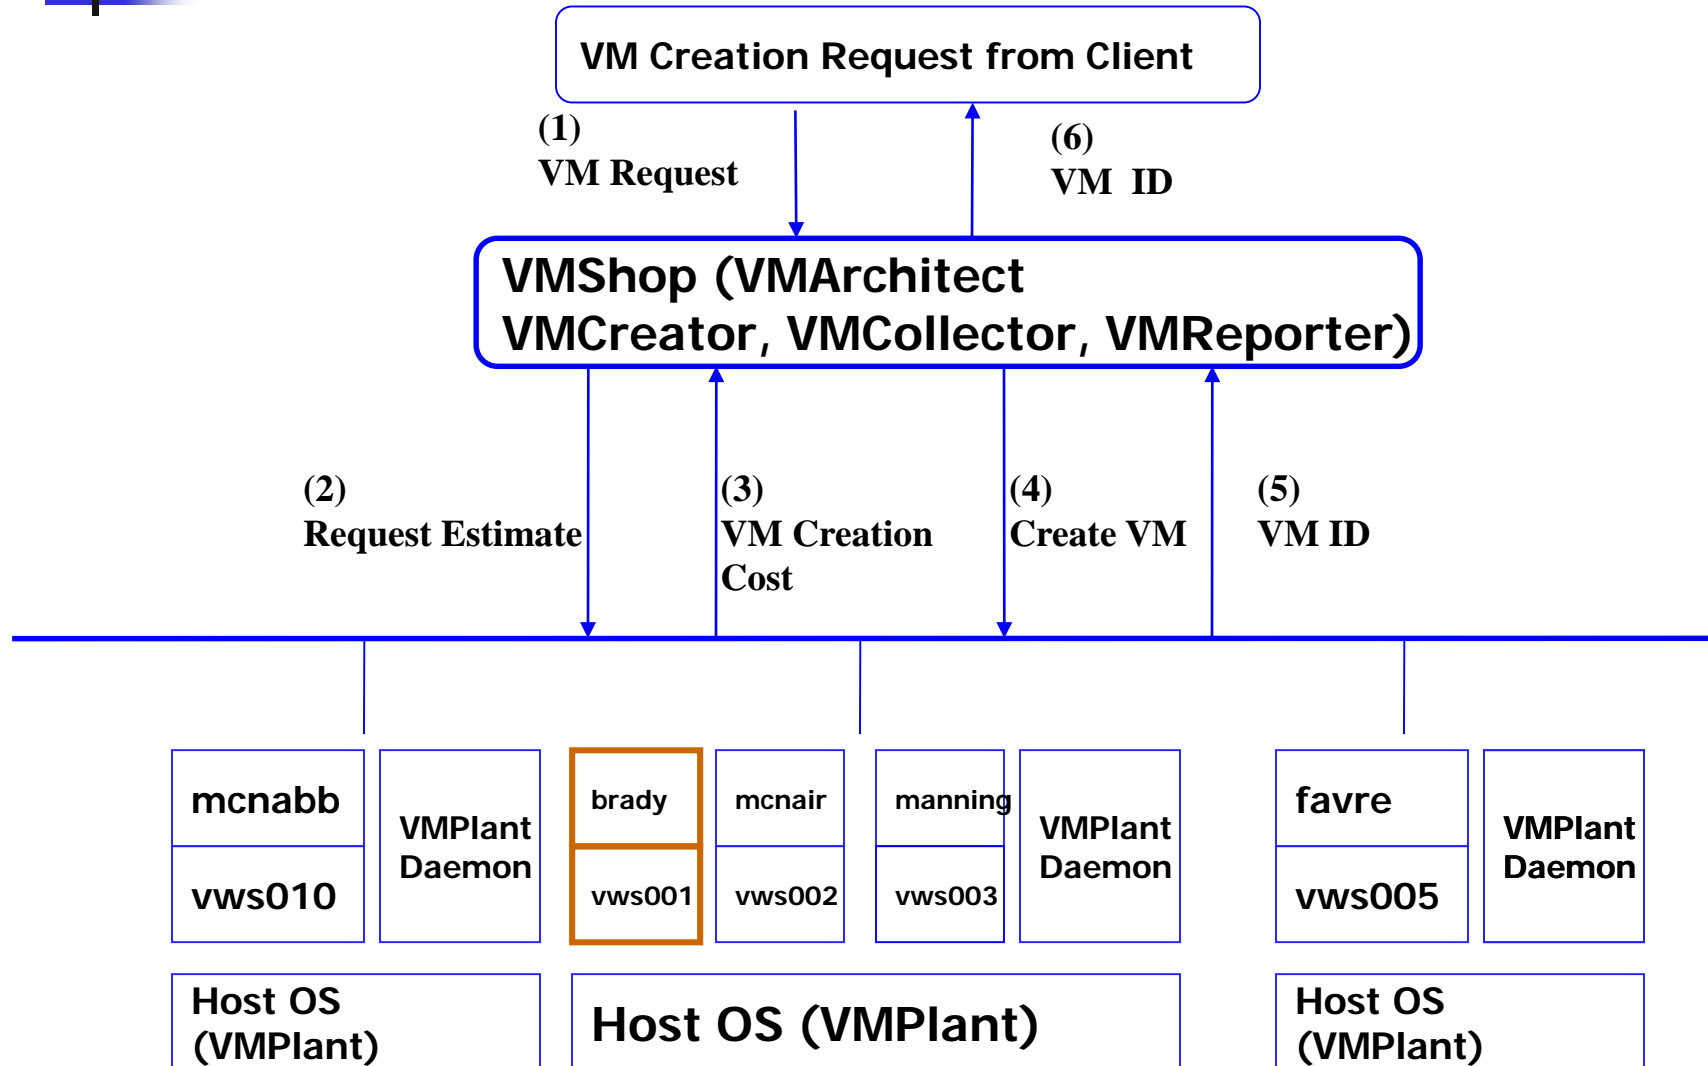 VM Creation Request from Client
(1)
VM Request
(6)
VM ID
VMShop (VMArchitect
VMCreator, VMCollector, VMReporter)
(2)
Request Estimate
(3)
VM Creation
Cost
(4)
Create VM
(5)
VM ID
mcnabb
vws010
VMPlant
Daemon
brady
vws001
mcnair
vws002
manning
vws003
VMPlant
Daemon
favre
vws005
VMPlant
Daemon
Host OS
(VMPlant)
Host OS (VMPlant)
Host OS
(VMPlant)